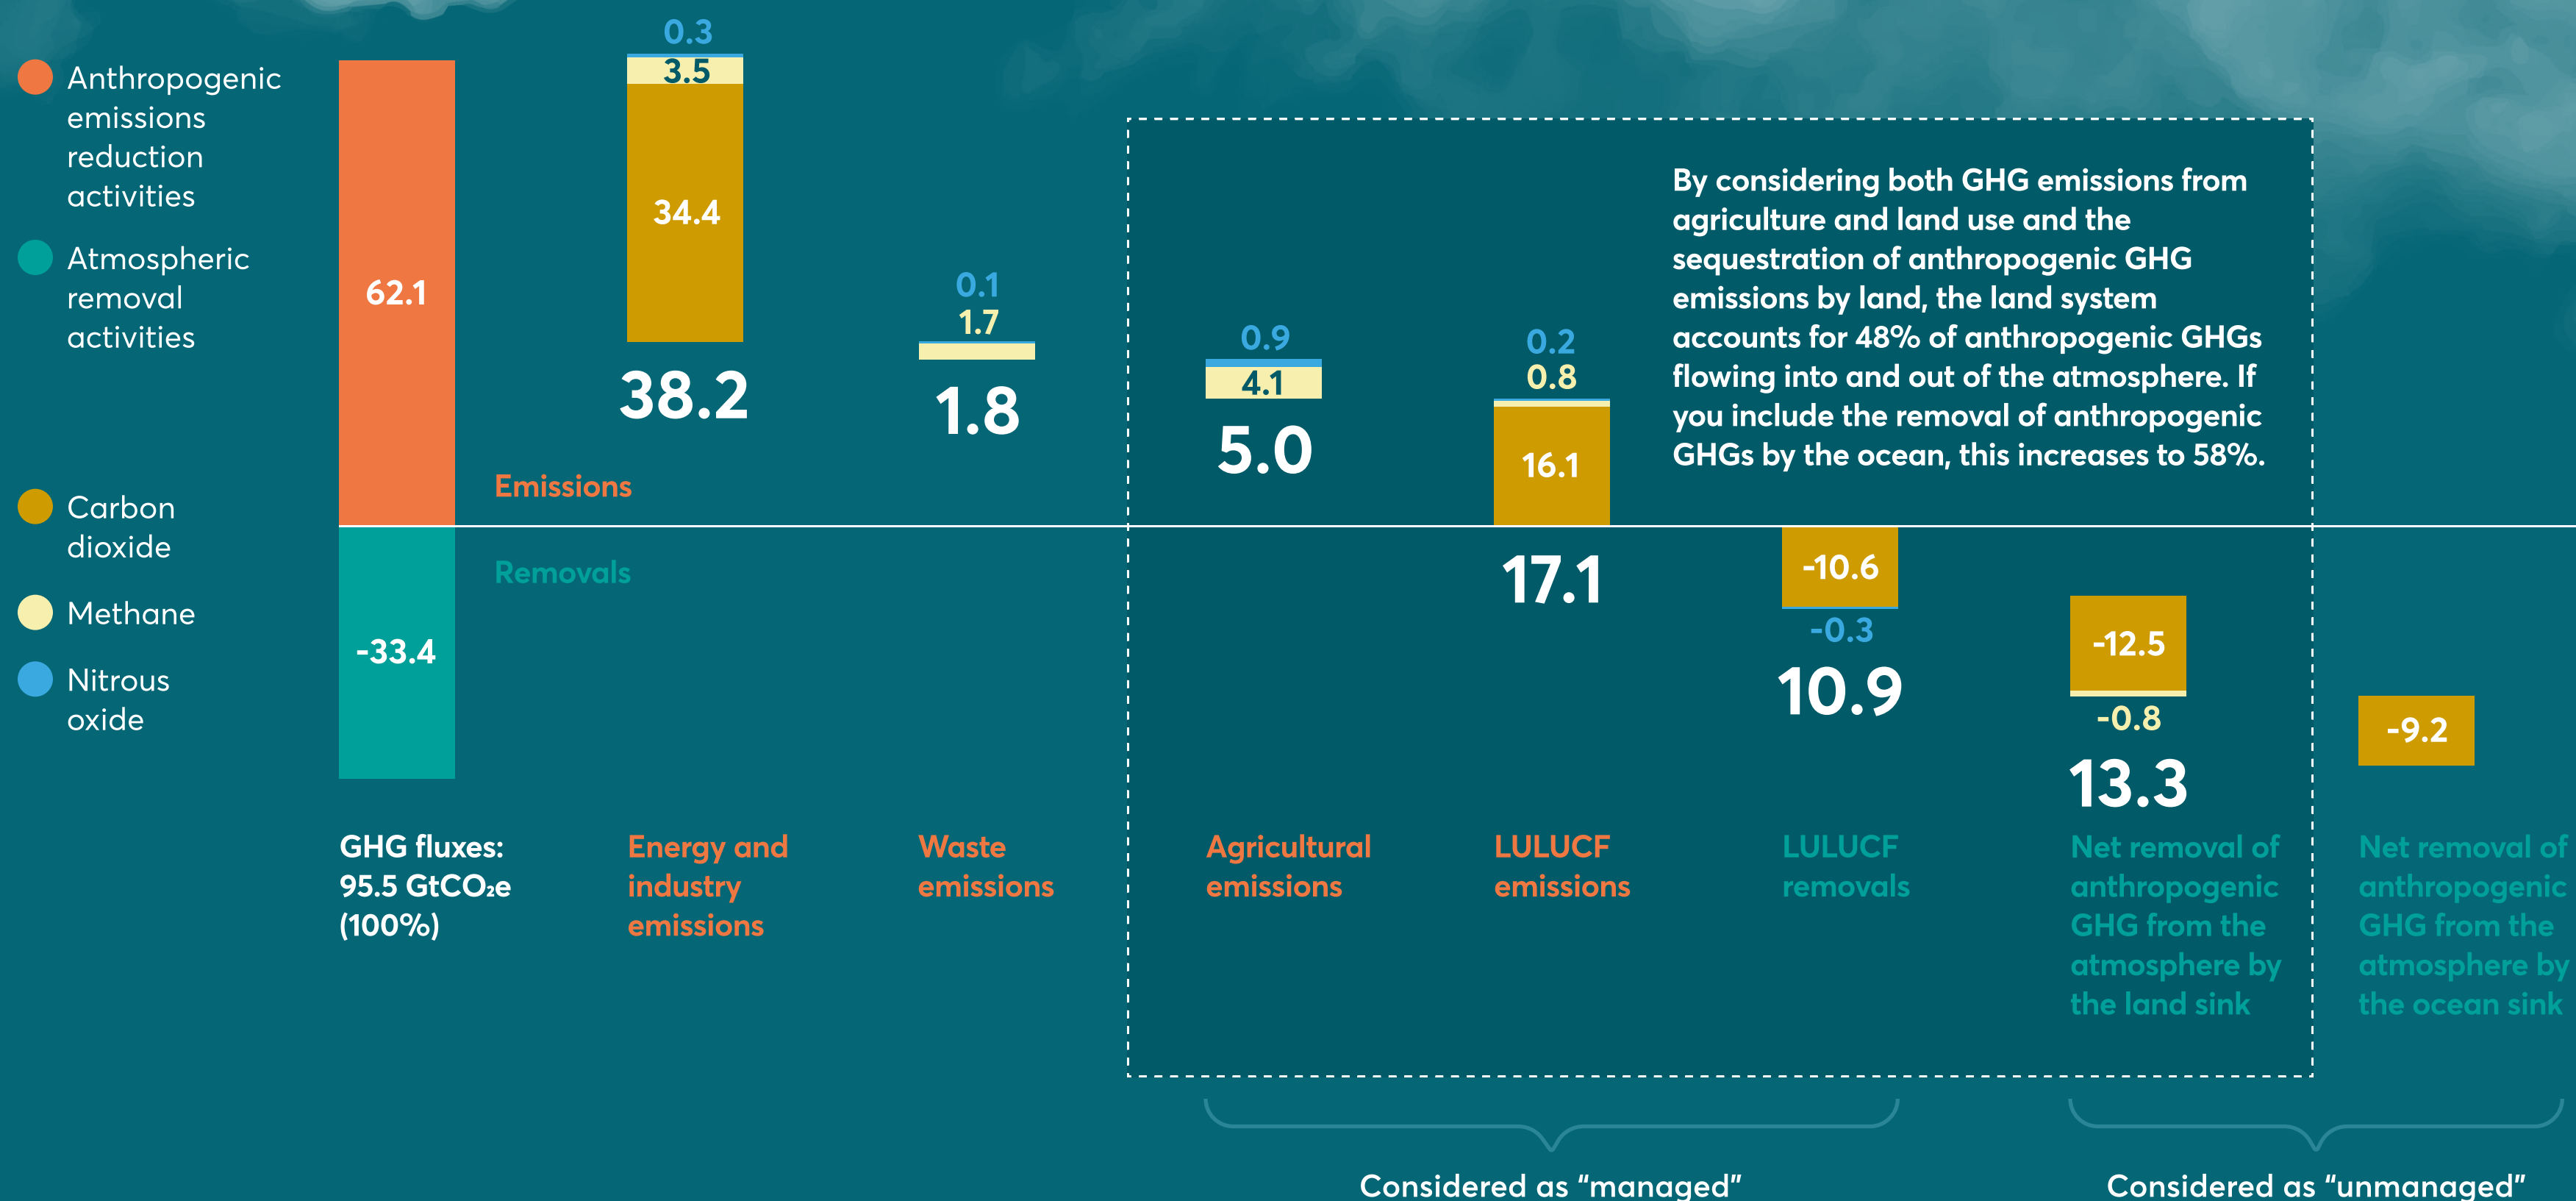 Anthropogenic
emissions
reduction
activities
Atmospheric
removal
activities
Carbon
dioxide
Methane
Nitrous
oxide
62.1
-33.4
Emissions
Removals
0.3
3.5
34.4
38.2
0.1
1.7
1.8
0.9
4.1
5.0
0.2
0.8
16.1
17.1
By considering both GHG emissions from
agriculture and land use and the
sequestration of anthropogenic GHG
emissions by land, the land system
accounts for 48% of anthropogenic GHGs
flowing into and out of the atmosphere. If
you include the removal of anthropogenic
GHGs by the ocean, this increases to 58%.
-10.6
-0.3
10.9
-12.5
-0.8
13.3
-9.2
GHG fluxes:
95.5 GtCO₂e
(100%)
Energy and
industry
emissions
Waste
emissions
Agricultural
emissions
LULUCF
emissions
LULUCF
removals
Net removal of
anthropogenic
GHG from the
atmosphere by
the land sink
Net removal of
anthropogenic
GHG from the
atmosphere by
the ocean sink
Considered as “managed”
Considered as “unmanaged”